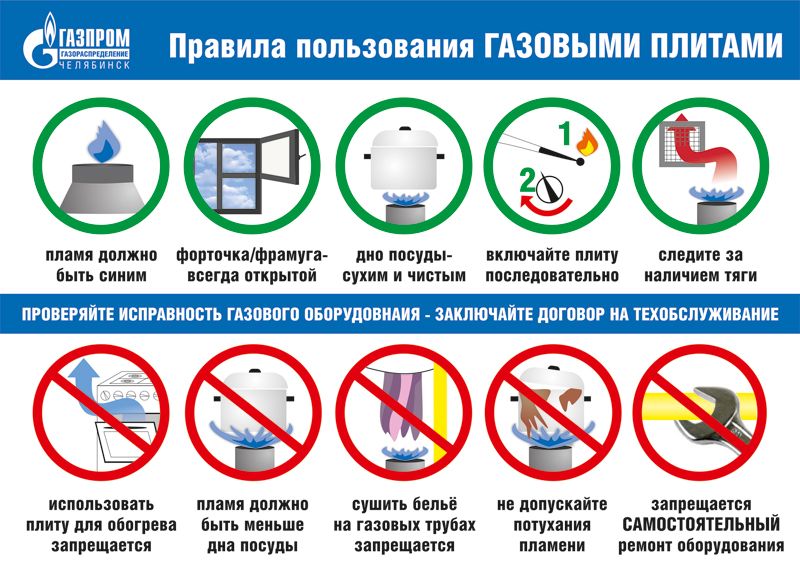 ГАЗПРОМ
ГАЗОРАСПРЕДЕЛЕНИЕ
ЧЕЛЯБИНСК
Правила пользования ГАЗОВЫМИ ПЛИТАМИ
1
2
пламя должно
быть синим
форточка/фрамуга-
всегда открытой
дно посуды-
сухим и чистым
включайте плиту
последовательно
следите за
наличием тяги
ПРОВЕРЯЙТЕ ИСПРАВНОСТЬ ГАЗОВОГО ОБОРУДОВНАИЯ - ЗАКЛЮЧАЙТЕ ДОГОВОР НА ТЕХОБСЛУЖИВАНИЕ
использовать
плиту для обогрева
запрещается
пламя должно
быть меньше
дна посуды
сушить бельё
на газовых трубах
запрещается
не допускайте
потухания
пламени
запрещается
САМОСТОЯТЕЛЬНЫЙ
ремонт оборудования